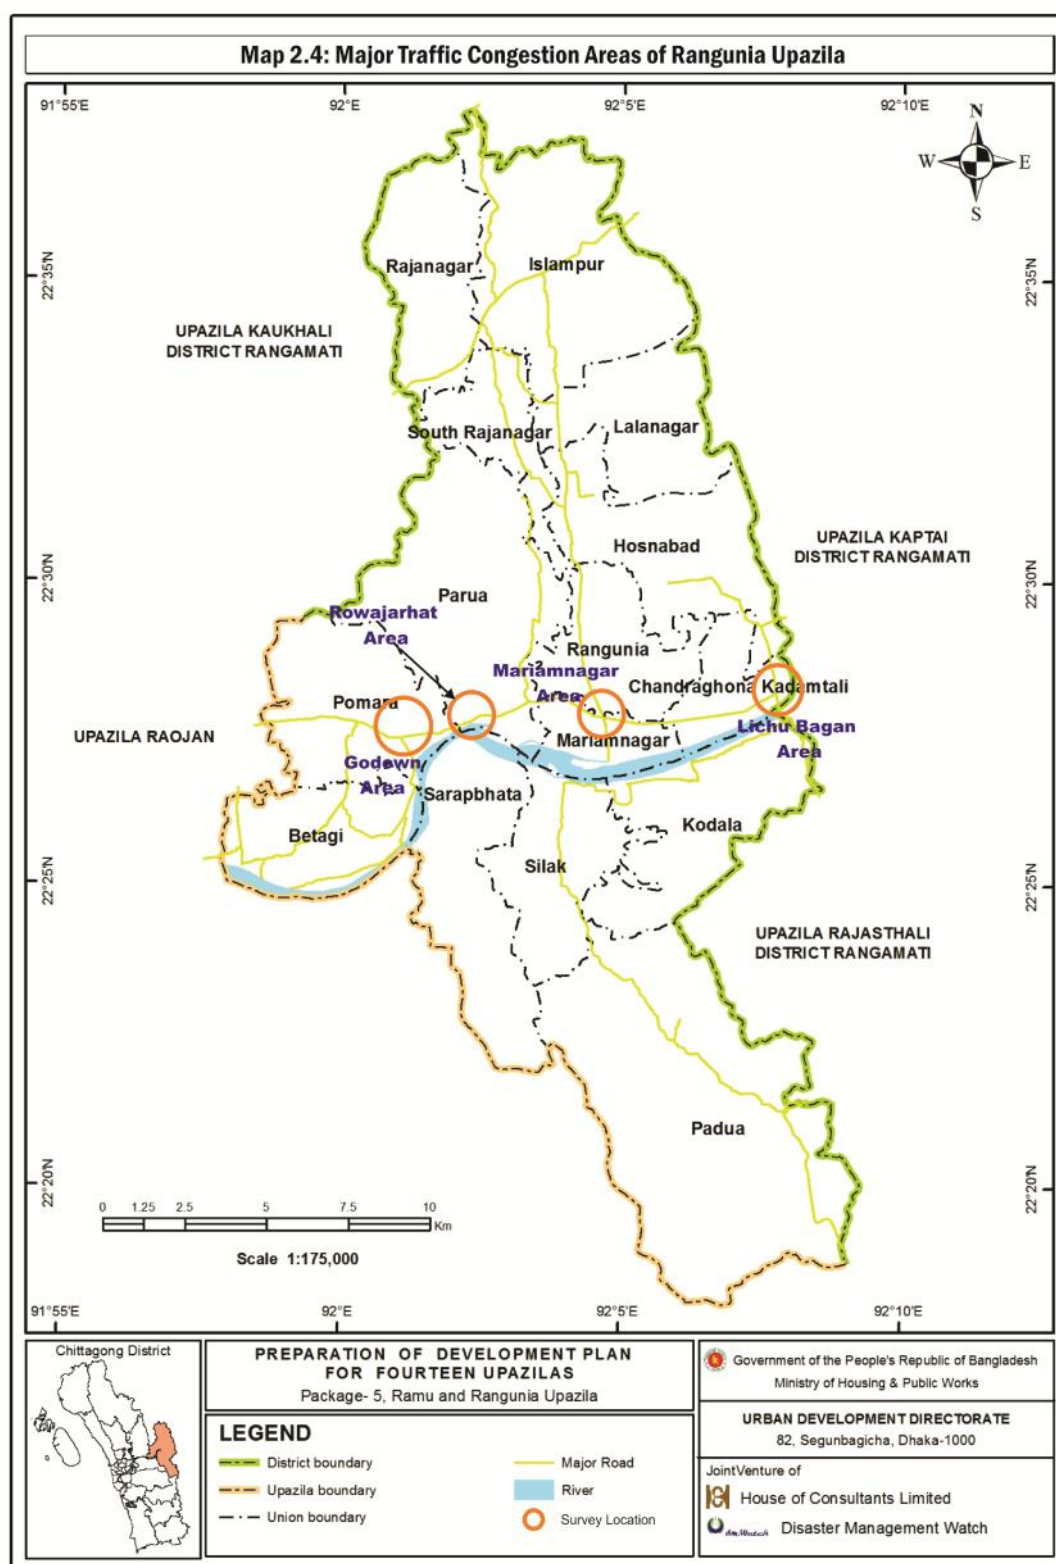 Map 2.4: Major Traffic Congestion Areas of Rangunia Upazila
91°55'E
92°E
92°5'E
92°10'E
N
W
E
S
22°35'N
22°35'N
Rajanagar
Islampur
UPAZILA KAUKHALI
DISTRICT RANGAMATI
South Rajanagar
Lalanagar
Hosnabad
UPAZILA KAPTAI
DISTRICT RANGAMATI
22°30'N
22°30'N
Parua
Rowajarhat
Area
Rangunia
Mariamnagar
Area
Chandraghona Kadamtali
Pomara
UPAZILA RAOJAN
Mariamnagar
Lichu Bagan
Area
Godown
Area
Sarapbhata
Betagi
Kodala
Silak
22°25'N
22°25'N
UPAZILA RAJASTHALI
DISTRICT RANGAMATI
Padua
22°20'N
22°20'N
0 1.25 2.5 5 7.5 10
Km
Scale 1:175,000
91°55'E
92°E
92°5'E
92°10'E
Chittagong District
PREPARATION OF DEVELOPMENT PLAN
FOR FOURTEEN UPAZILAS
Package- 5, Ramu and Rangunia Upazila
LEGEND
District boundary
Upazila boundary
Union boundary
Major Road
River
Survey Location
Government of the People's Republic of Bangladesh
Ministry of Housing & Public Works
URBAN DEVELOPMENT DIRECTORATE
82, Segunbagicha, Dhaka-1000
JointVenture of
House of Consultants Limited
Disaster Management Watch